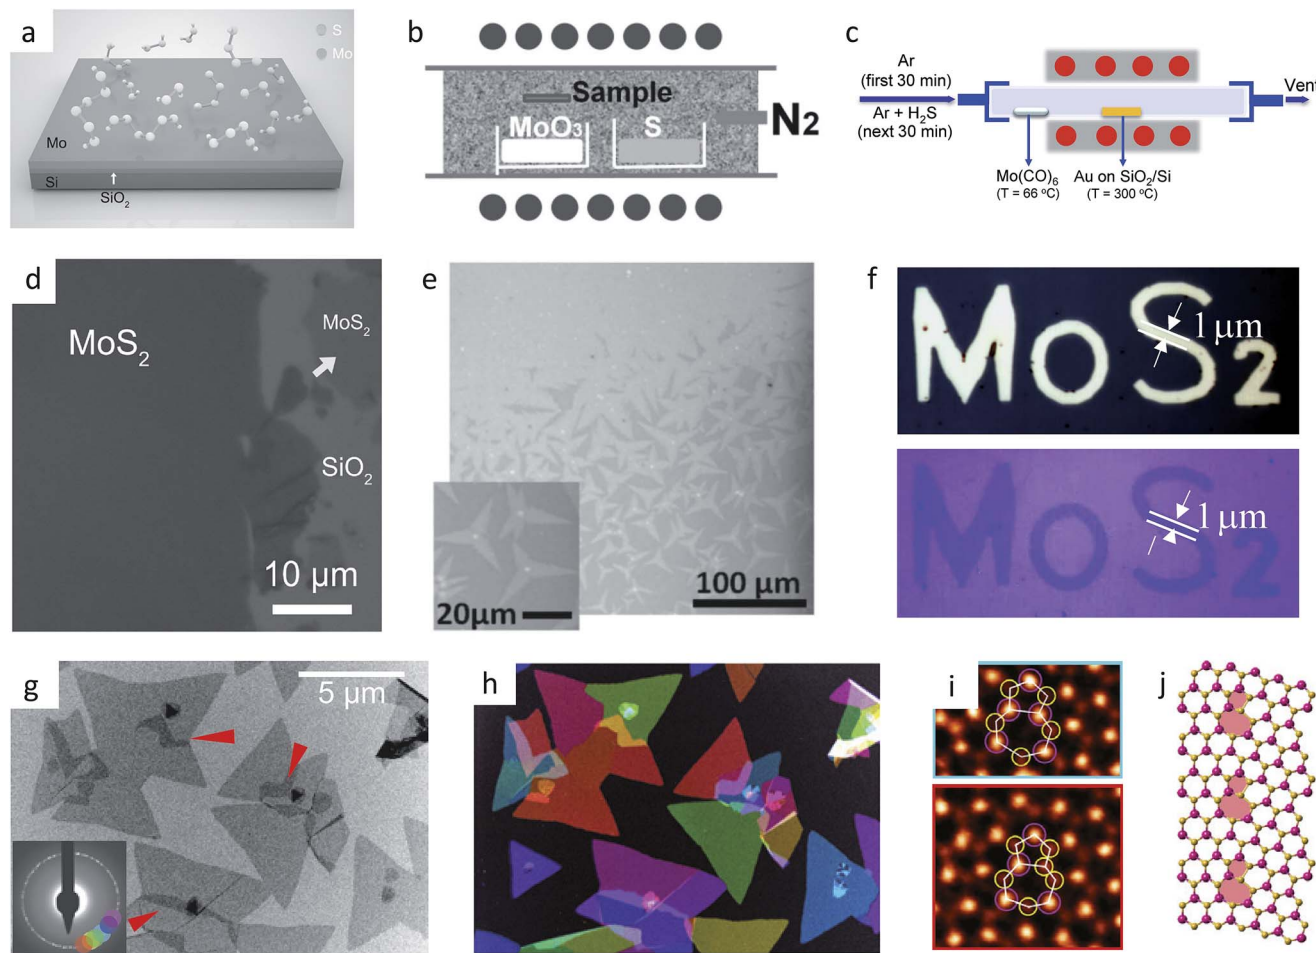 a
S
Mo
Mo
Si
SiO₂
b
Sample
MoO₃
S
N₂
c
Ar
(first 30 min)
Ar + H₂S
(next 30 min)
Vent
Mo(CO)₆
(T = 66 °C)
Au on SiO₂/Si
(T = 300 °C)
d
MoS₂
MoS₂
SiO₂
10 µm
e
20µm
100 µm
f
MoS₂
1 µm
MoS₂
1 µm
g
5 µm
h
i
j